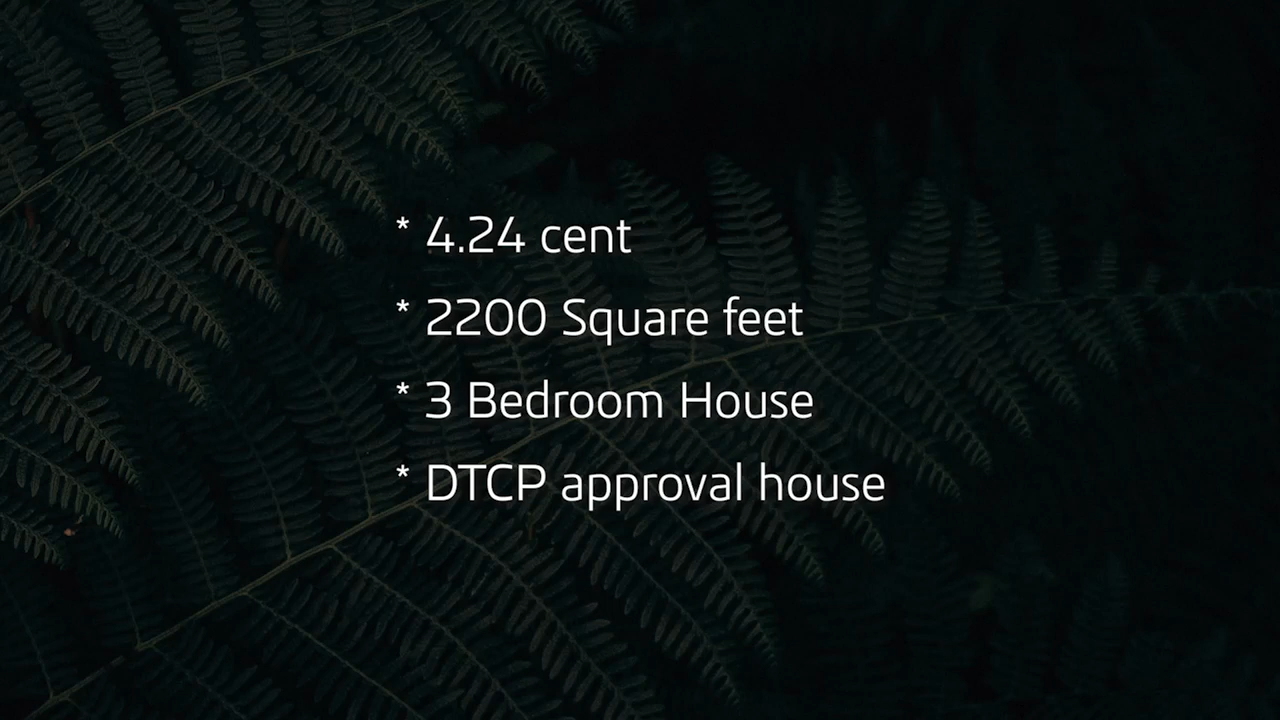 * 4.24 cent
* 2200 Square feet
* 3 Bedroom House
* DTCP approval house